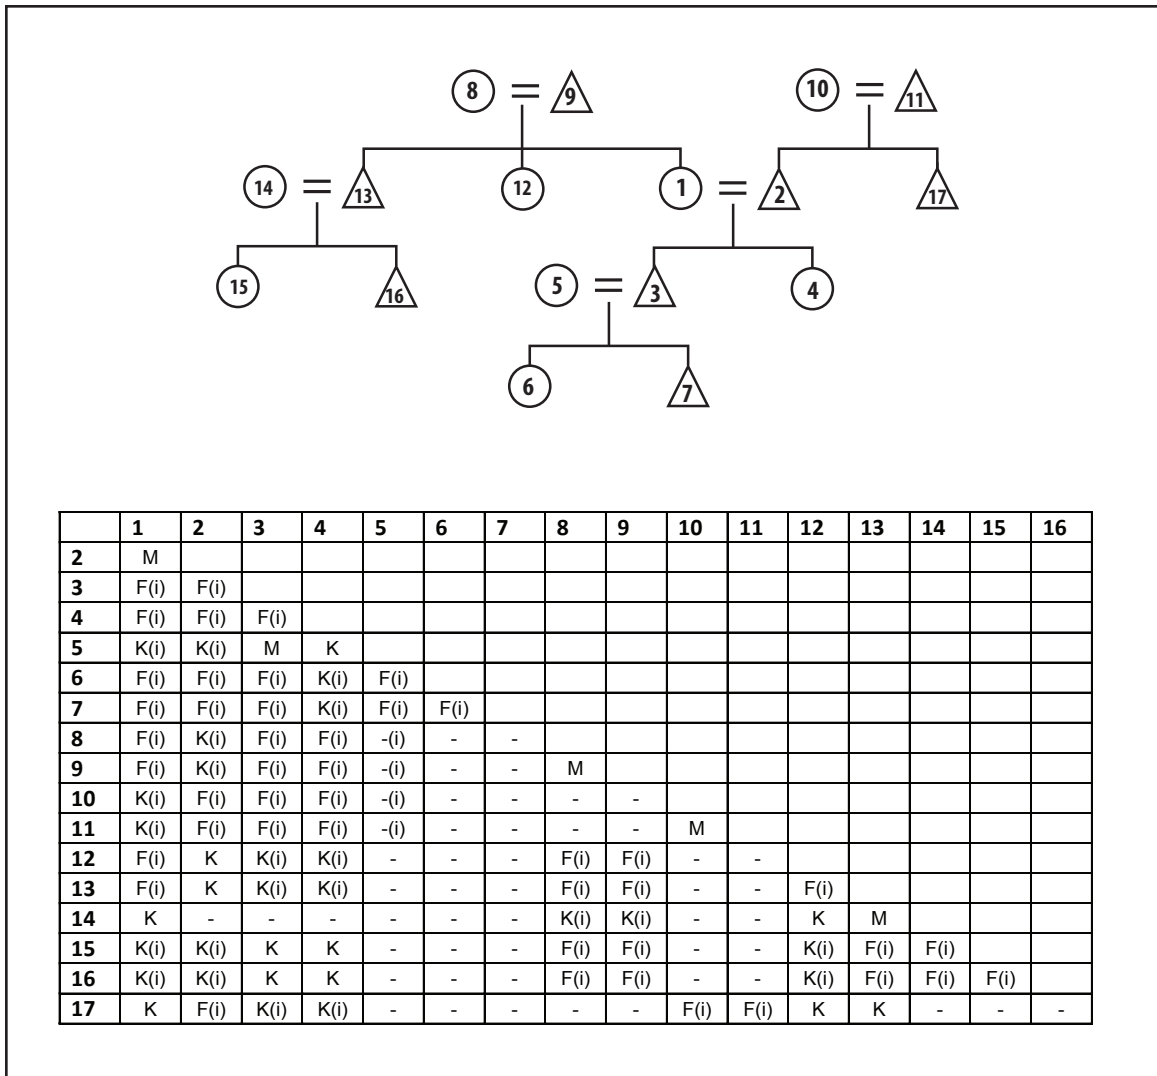 8 = 9 10 = 11
14 = 13 12 1 = 2 17
15 16 5 = 3 4
6 7
1 2 3 4 5 6 7 8 9 10 11 12 13 14 15 16
2 M
3 F(i) F(i)
4 F(i) F(i) F(i)
5 K(i) K(i) M K
6 F(i) F(i) F(i) K(i) F(i)
7 F(i) F(i) F(i) K(i) F(i) F(i)
8 F(i) K(i) F(i) F(i) -(i) - -
9 F(i) K(i) F(i) F(i) -(i) - - M
10 K(i) F(i) F(i) F(i) -(i) - - - -
11 K(i) F(i) F(i) F(i) -(i) - - - - M
12 F(i) K K(i) K(i) - - - F(i) F(i) - -
13 F(i) K K(i) K(i) - - - F(i) F(i) - - F(i)
14 K - - - - - - K(i) K(i) - - K M
15 K(i) K(i) K K - - - F(i) F(i) - - K(i) F(i) F(i)
16 K(i) K(i) K K - - - F(i) F(i) - - K(i) F(i) F(i) F(i)
17 K F(i) K(i) K(i) - - - - - F(i) F(i) K K - - -